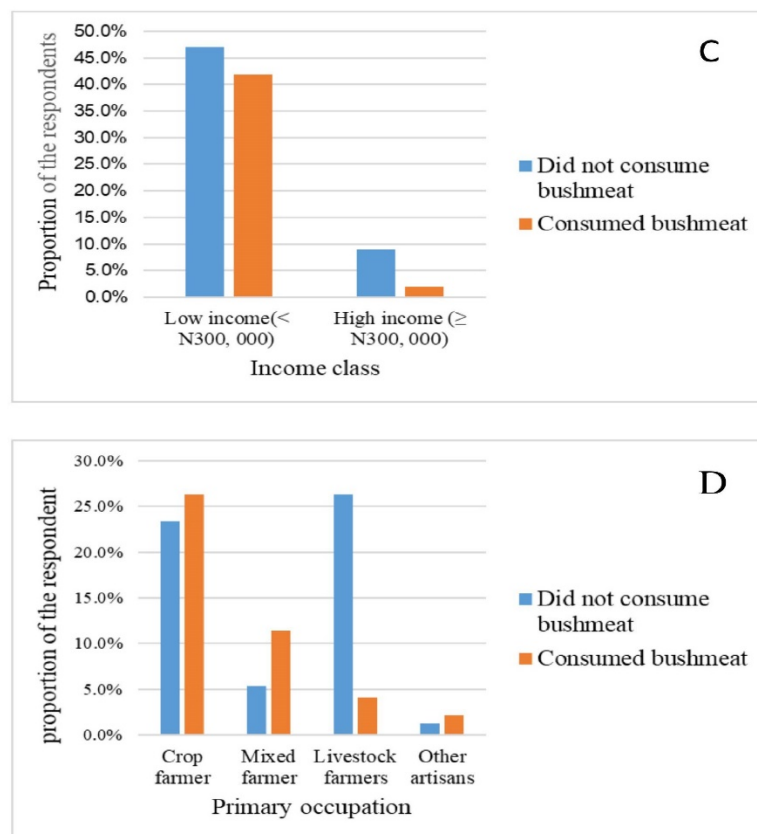 C
50.0%
45.0%
40.0%
35.0%
30.0%
25.0%
20.0%
15.0%
10.0%
5.0%
0.0%
Proportion of the respondents
Low income(<
N300, 000)
High income (≥
N300, 000)
Income class
Did not consume
bushmeat
Consumed bushmeat
D
30.0%
25.0%
20.0%
15.0%
10.0%
5.0%
0.0%
proportion of the respondent
Crop
farmer
Mixed
farmer
Livestock
farmers
Other
artisans
Primary occupation
Did not consume
bushmeat
Consumed bushmeat